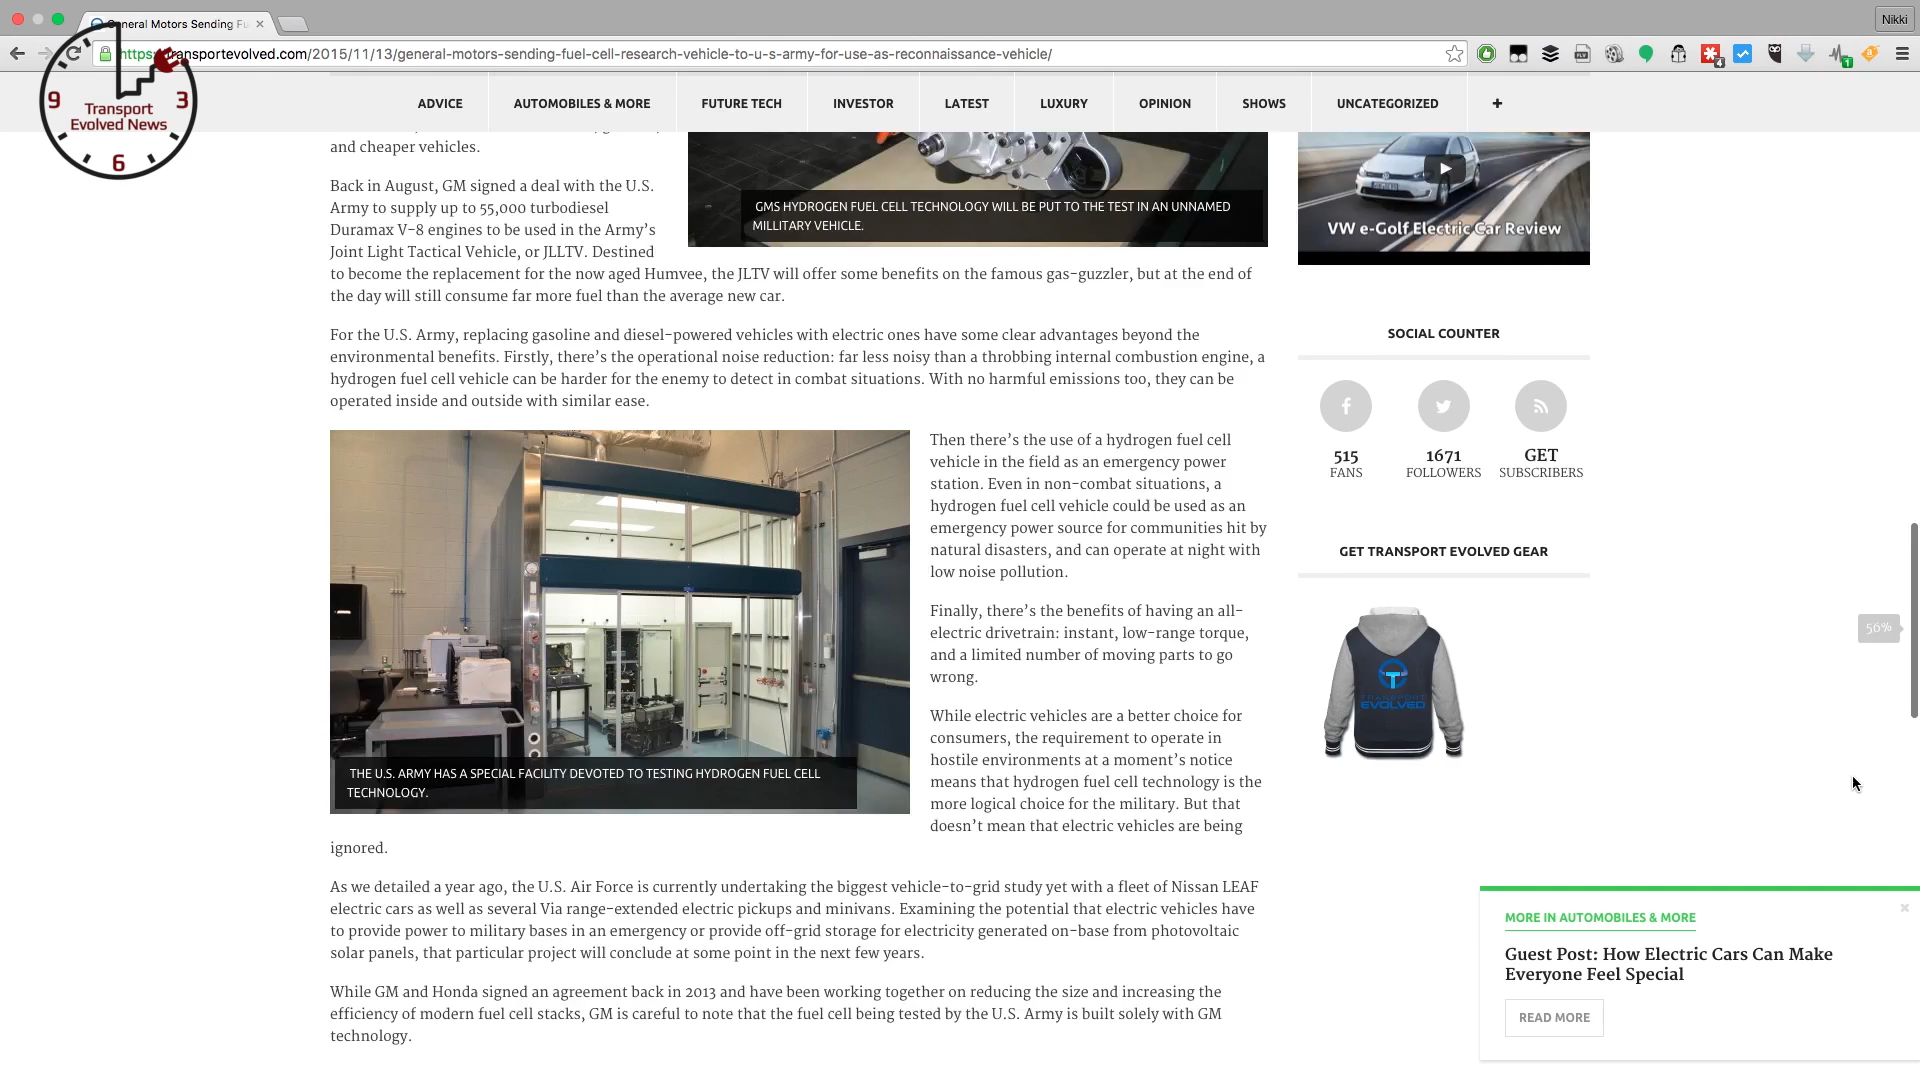 General Motors Sending Fu
Nikki
https://transportevolved.com/2015/11/13/general-motors-sending-fuel-cell-research-vehicle-to-u-s-army-for-use-as-reconnaissance-vehicle/
9
3
6
Transport
Evolved News
ADVICE
AUTOMOBILES & MORE
FUTURE TECH
INVESTOR
LATEST
LUXURY
OPINION
SHOWS
UNCATEGORIZED
+
and cheaper vehicles.
Back in August, GM signed a deal with the U.S.
Army to supply up to 55,000 turbodiesel
Duramax V-8 engines to be used in the Army's
Joint Light Tactical Vehicle, or JLLTV. Destined
to become the replacement for the now aged Humvee, the JLTV will offer some benefits on the famous gas-guzzler, but at the end of
the day will still consume far more fuel than the average new car.
GMS HYDROGEN FUEL CELL TECHNOLOGY WILL BE PUT TO THE TEST IN AN UNNAMED
MILLITARY VEHICLE.
For the U.S. Army, replacing gasoline and diesel-powered vehicles with electric ones have some clear advantages beyond the
environmental benefits. Firstly, there's the operational noise reduction: far less noisy than a throbbing internal combustion engine, a
hydrogen fuel cell vehicle can be harder for the enemy to detect in combat situations. With no harmful emissions too, they can be
operated inside and outside with similar ease.
THE U.S. ARMY HAS A SPECIAL FACILITY DEVOTED TO TESTING HYDROGEN FUEL CELL
TECHNOLOGY.
Then there's the use of a hydrogen fuel cell
vehicle in the field as an emergency power
station. Even in non-combat situations, a
hydrogen fuel cell vehicle could be used as an
emergency power source for communities hit by
natural disasters, and can operate at night with
low noise pollution.
Finally, there's the benefits of having an all-
electric drivetrain: instant, low-range torque,
and a limited number of moving parts to go
wrong.
While electric vehicles are a better choice for
consumers, the requirement to operate in
hostile environments at a moment's notice
means that hydrogen fuel cell technology is the
more logical choice for the military. But that
doesn't mean that electric vehicles are being
ignored.
As we detailed a year ago, the U.S. Air Force is currently undertaking the biggest vehicle-to-grid study yet with a fleet of Nissan LEAF
electric cars as well as several Via range-extended electric pickups and minivans. Examining the potential that electric vehicles have
to provide power to military bases in an emergency or provide off-grid storage for electricity generated on-base from photovoltaic
solar panels, that particular project will conclude at some point in the next few years.
While GM and Honda signed an agreement back in 2013 and have been working together on reducing the size and increasing the
efficiency of modern fuel cell stacks, GM is careful to note that the fuel cell being tested by the U.S. Army is built solely with GM
technology.
VW e-Golf Electric Car Review
SOCIAL COUNTER
515
FANS
1671
FOLLOWERS
GET
SUBSCRIBERS
GET TRANSPORT EVOLVED GEAR
TRANSPORT
EVOLVED
56%
MORE IN AUTOMOBILES & MORE
Guest Post: How Electric Cars Can Make
Everyone Feel Special
READ MORE